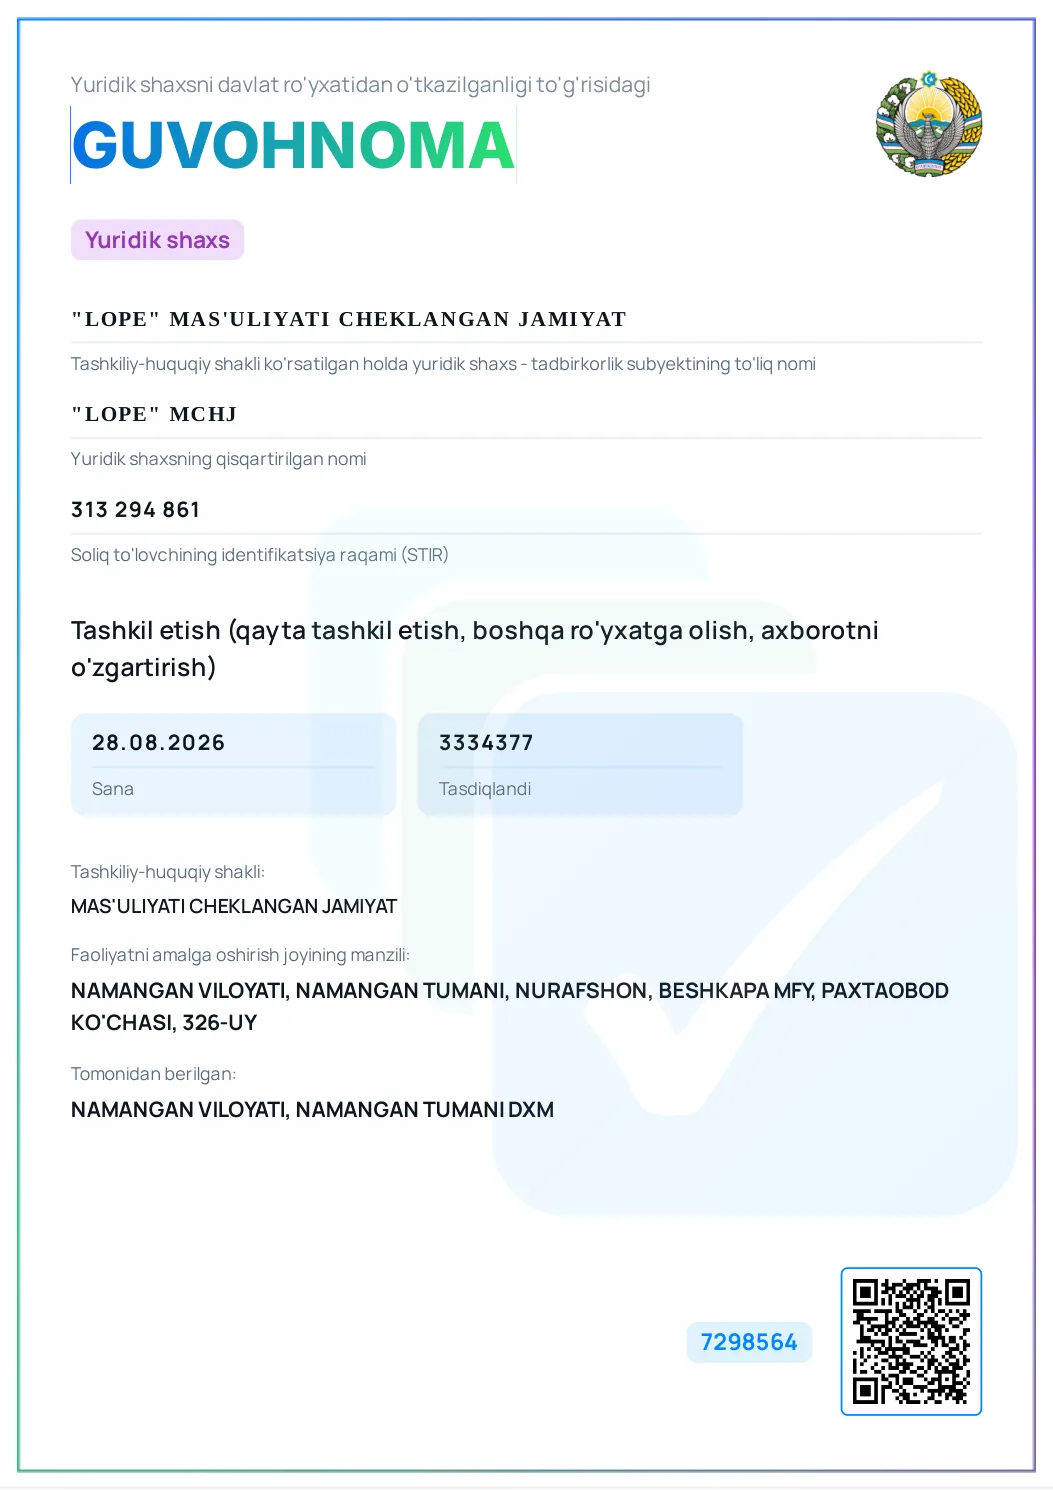 Yuridik shaxsni davlat ro'yxatidan o'tkazilganligi to'g'risidagi
GUVOHNOMA
Yuridik shaxs
"LOPE" MAS'ULIYATI CHEKLANGAN JAMIYAT
Tashkiliy-huquqiy shakli ko'rsatilgan holda yuridik shaxs - tadbirkorlik subyektining to'liq nomi
"LOPE" MCHJ
Yuridik shaxsning qisqartirilgan nomi
313 294 861
Soliq to'lovchining identifikatsiya raqami (STIR)
Tashkil etish (qayta tashkil etish, boshqa ro'yxatga olish, axborotni
o'zgartirish)
28.08.2026
Sana
3334377
Tasdiqlandi
Tashkiliy-huquqiy shakli:
MAS'ULIYATI CHEKLANGAN JAMIYAT
Faoliyatni amalga oshirish joyining manzili:
NAMANGAN VILOYATI, NAMANGAN TUMANI, NURAFSHON, BESHKAPA MFY, PAXTAOBOD
KO'CHASI, 326-UY
Tomonidan berilgan:
NAMANGAN VILOYATI, NAMANGAN TUMANI DXM
7298564